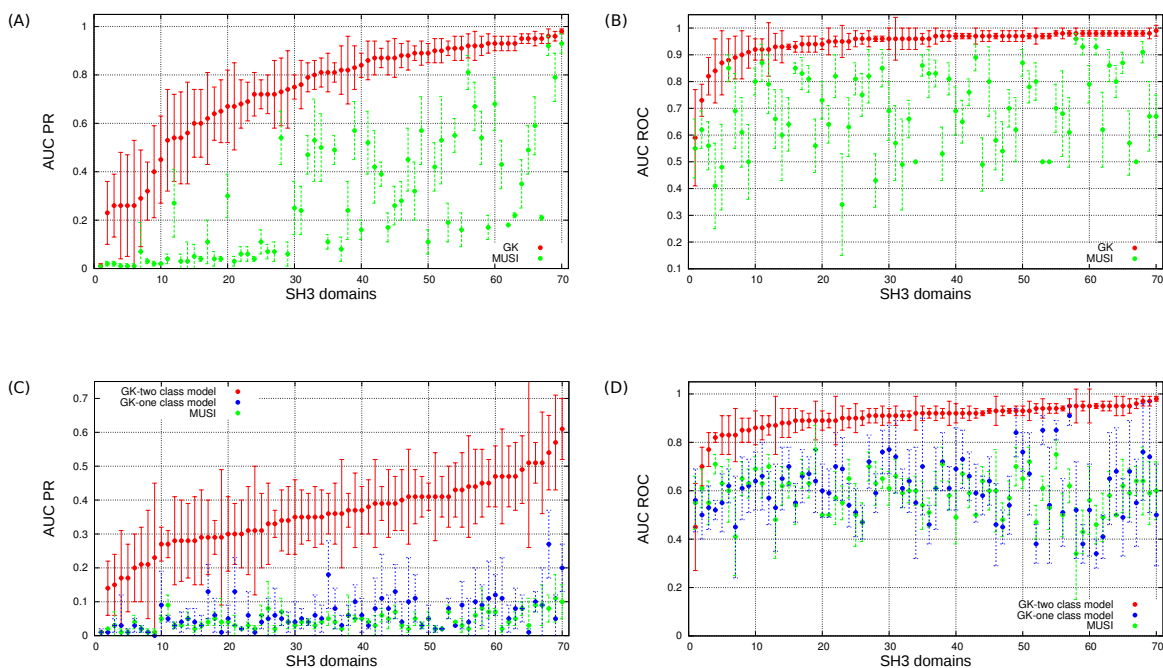 (A)
AUC PR
1
0.8
0.6
0.4
0.2
0
GK
MUSI
0 10 20 30 40 50 60 70
SH3 domains
(B)
AUC ROC
1
0.9
0.8
0.7
0.6
0.5
0.4
0.3
0.2
0.1
GK
MUSI
0 10 20 30 40 50 60 70
SH3 domains
(C)
AUC PR
GK-two class model
GK-one class model
MUSI
0.7
0.6
0.5
0.4
0.3
0.2
0.1
0
0 10 20 30 40 50 60 70
SH3 domains
(D)
AUC ROC
1
0.8
0.6
0.4
0.2
0
GK-two class model
GK-one class model
MUSI
0 10 20 30 40 50 60 70
SH3 domains